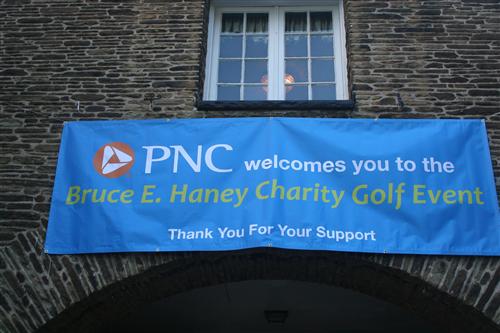 PNC welcomes you to the
Bruce E. Haney Charity Golf Event
Thank You For Your Support